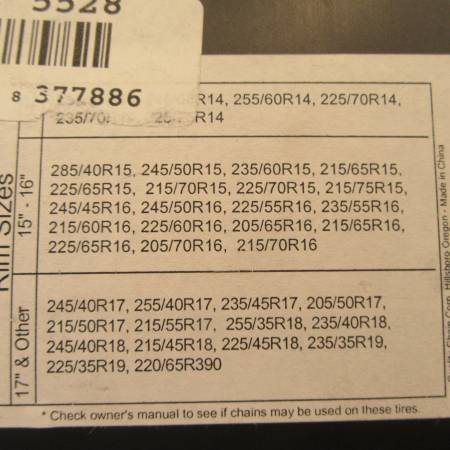 5528
8 377886
R14, 255/60R14, 225/70R14,
235/70
R14
Rim Sizes
15" - 16"
285/40R15, 245/50R15, 235/60R15, 215/65R15,
225/65R15, 215/70R15, 225/70R15, 215/75R15,
245/45R16, 245/50R16, 225/55R16, 235/55R16,
215/60R16, 225/60R16, 205/65R16, 215/65R16,
225/65R16, 205/70R16, 215/70R16
17" & Other
245/40R17, 255/40R17, 235/45R17, 205/50R17,
215/50R17, 215/55R17, 255/35R18, 235/40R18,
245/40R18, 215/45R18, 225/45R18, 235/35R19,
225/35R19, 220/65R390
* Check owner's manual to see if chains may be used on these tires.
Chain Corp. Hillsboro Oregon - Made in China